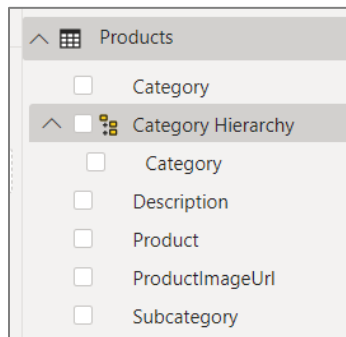 Products
Category
Category Hierarchy
Category
Description
Product
ProductImageUrl
Subcategory